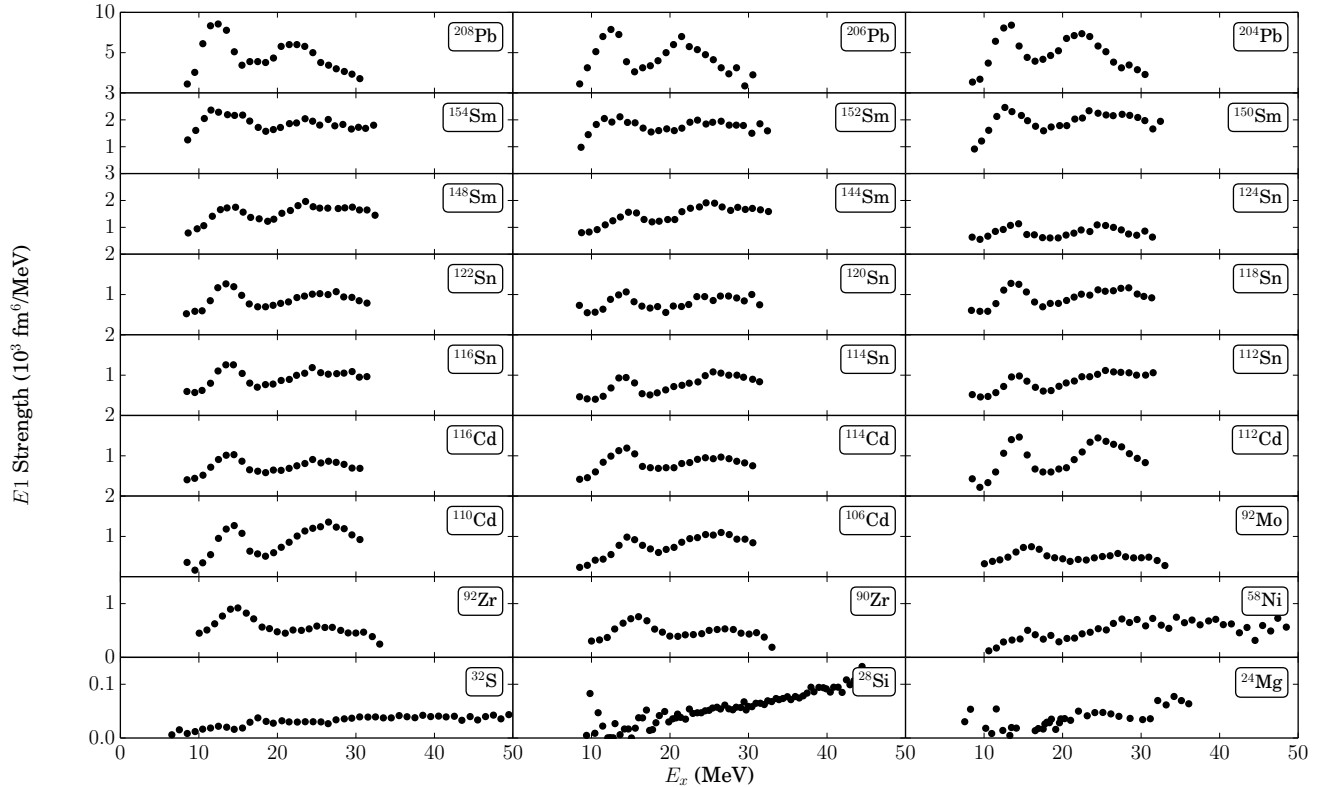 10
5
3
²⁰⁸Pb
²⁰⁶Pb
²⁰⁴Pb
2
1
3
¹⁵⁴Sm
¹⁵²Sm
¹⁵⁰Sm
2
1
2
¹⁴⁸Sm
¹⁴⁴Sm
¹²⁴Sn
1
2
¹²²Sn
¹²⁰Sn
¹¹⁸Sn
1
2
¹¹⁶Sn
¹¹⁴Sn
¹¹²Sn
1
2
¹¹⁶Cd
¹¹⁴Cd
¹¹²Cd
1
¹¹⁰Cd
¹⁰⁶Cd
⁹²Mo
1
0
⁹²Zr
⁹⁰Zr
⁵⁸Ni
0.1
0.0
³²S
²⁸Si
²⁴Mg
0 10 20 30 40 50 10 20 30 40 50 10 20 30 40 50
E1 Strength (10³ fm⁶/MeV)
Eₓ (MeV)